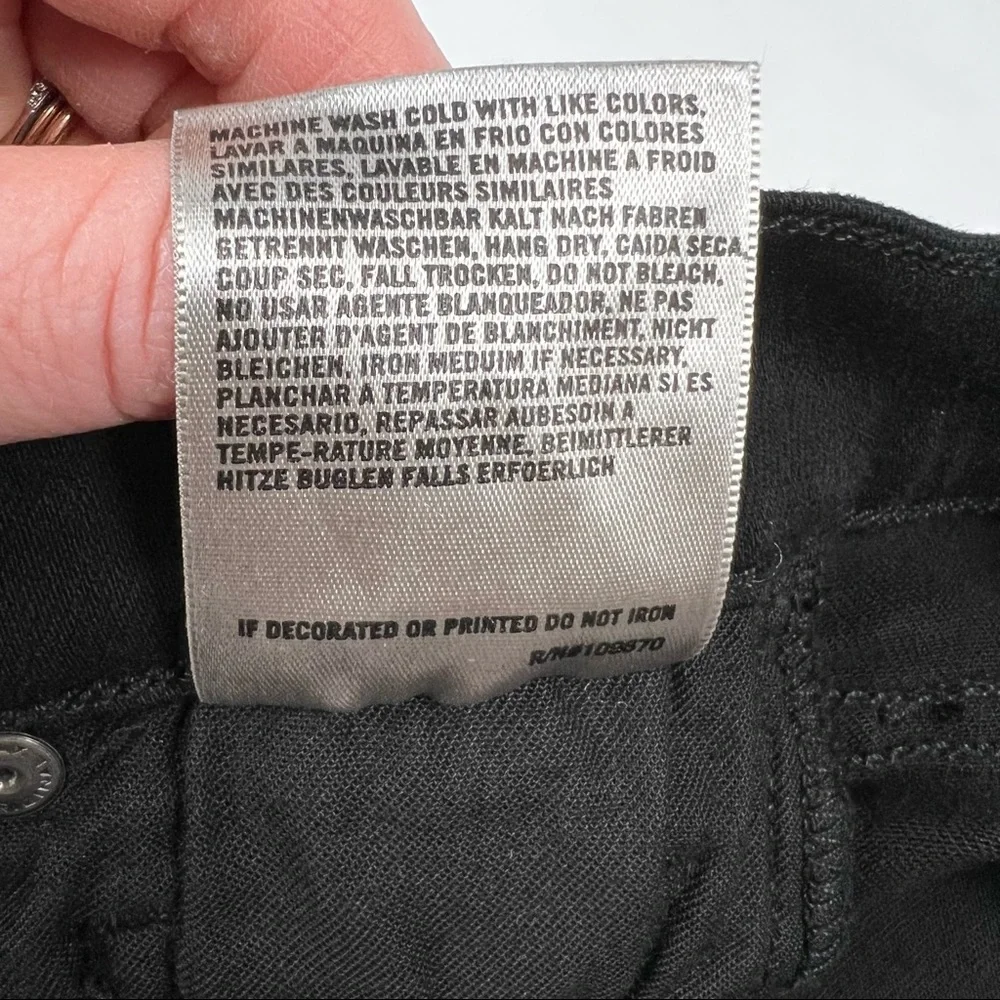 MACHINE WASH COLD WITH LIKE COLORS,
LAVAR A MAQUINA EN FRIO CON COLORES
SIMILARES, LAVABLE EN MACHINE A FROID
AVEC DES COULEURS SIMILAIRES
MACHINENWASCHBAR KALT NACH FABREN
GETRENNT WASCHEN, HANG DRY, CAIDA SECA,
COUP SEC, FALL TROCKEN, DO NOT BLEACH,
NO USAR AGENTE BLANQUEADOR, NE PAS
AJOUTER D'AGENT DE BLANCHIMENT, NICHT
BLEICHEN, IRON MEDUIM IF NECESSARY,
PLANCHAR A TEMPERATURA MEDIANA SI ES
NECESARIO, REPASSAR AUBESOIN A
TEMPE-RATURE MOYENNE, BEIMITTLERER
HITZE BUGLEN FALLS ERFOERLICH
IF DECORATED OR PRINTED DO NOT IRON
R/N#109870